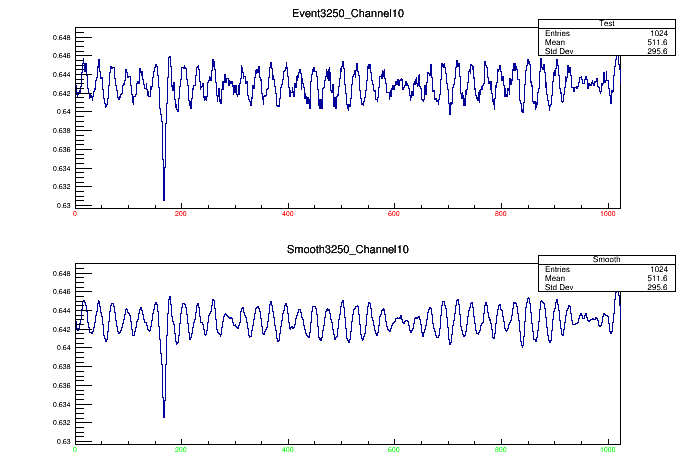 Event3250_Channel10
Test
Entries 1024
Mean 511.6
Std Dev 295.6
0.648
0.646
0.644
0.642
0.64
0.638
0.636
0.634
0.632
0.63
0 200 400 600 800 1000
Smooth3250_Channel10
Smooth
Entries 1024
Mean 511.6
Std Dev 295.6
0.648
0.646
0.644
0.642
0.64
0.638
0.636
0.634
0.632
0.63
0 200 400 600 800 1000